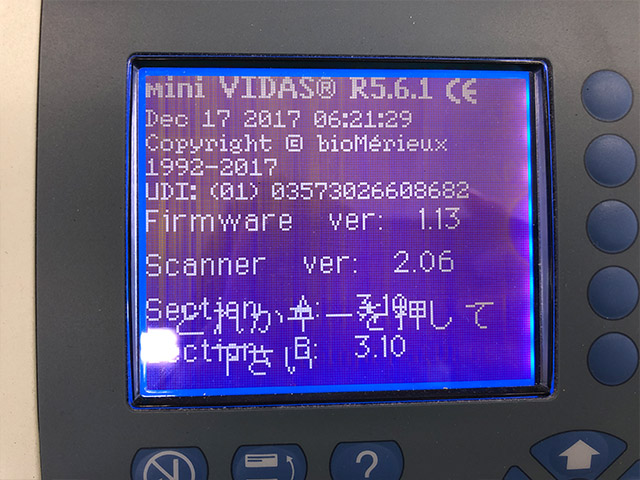 mini VIDAS® R5.6.1 CE
Dec 17 2017 06:21:29
Copyright © bioMérieux
1992-2017
UDI: (01) 03573026608682
Firmware ver: 1.13
Scanner ver: 2.06
Section A: 3.10
どれかキーを押して
Section B: 3.10
下さい
?